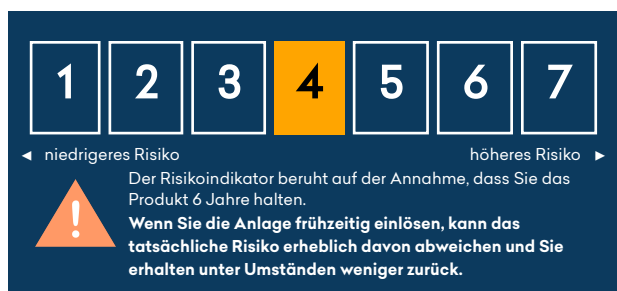 1 2 3 4 5 6 7
◄ niedrigeres Risiko höheres Risiko ►
Der Risikoindikator beruht auf der Annahme, dass Sie das
Produkt 6 Jahre halten.
Wenn Sie die Anlage frühzeitig einlösen, kann das
tatsächliche Risiko erheblich davon abweichen und Sie
erhalten unter Umständen weniger zurück.
!